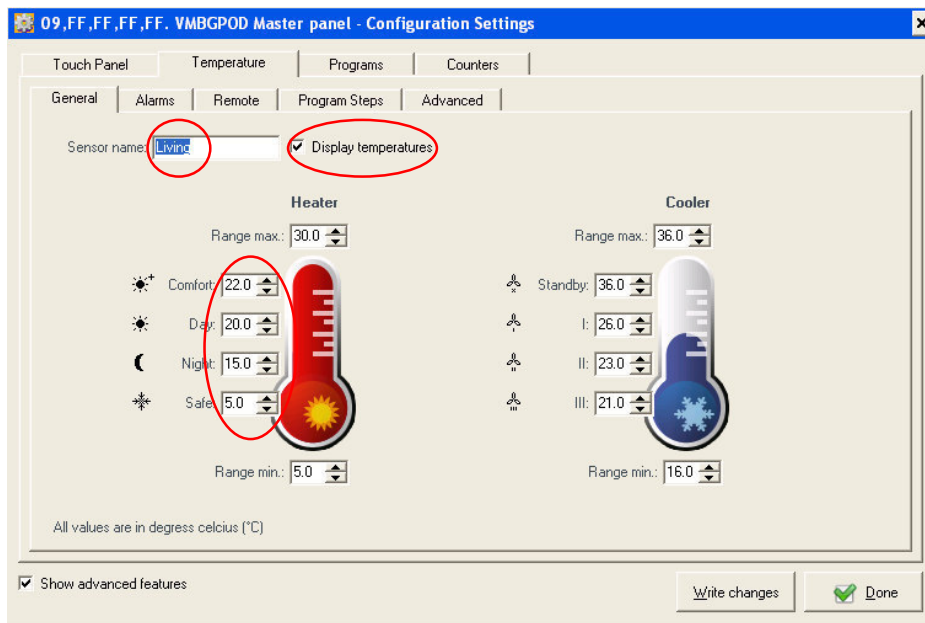 09,FF,FF,FF,FF. VMBGPOD Master panel - Configuration Settings
Touch Panel Temperature Programs Counters
General Alarms Remote Program Steps Advanced
Sensor name: Living Display temperatures
Heater Cooler
Range max.: 30.0 Range max.: 36.0
Comfort: 22.0 Standby: 36.0
Day: 20.0 I: 26.0
Night: 15.0 II: 23.0
Safe: 5.0 III: 21.0
Range min.: 5.0 Range min.: 16.0
All values are in degress celcius (°C)
Show advanced features
Write changes Done